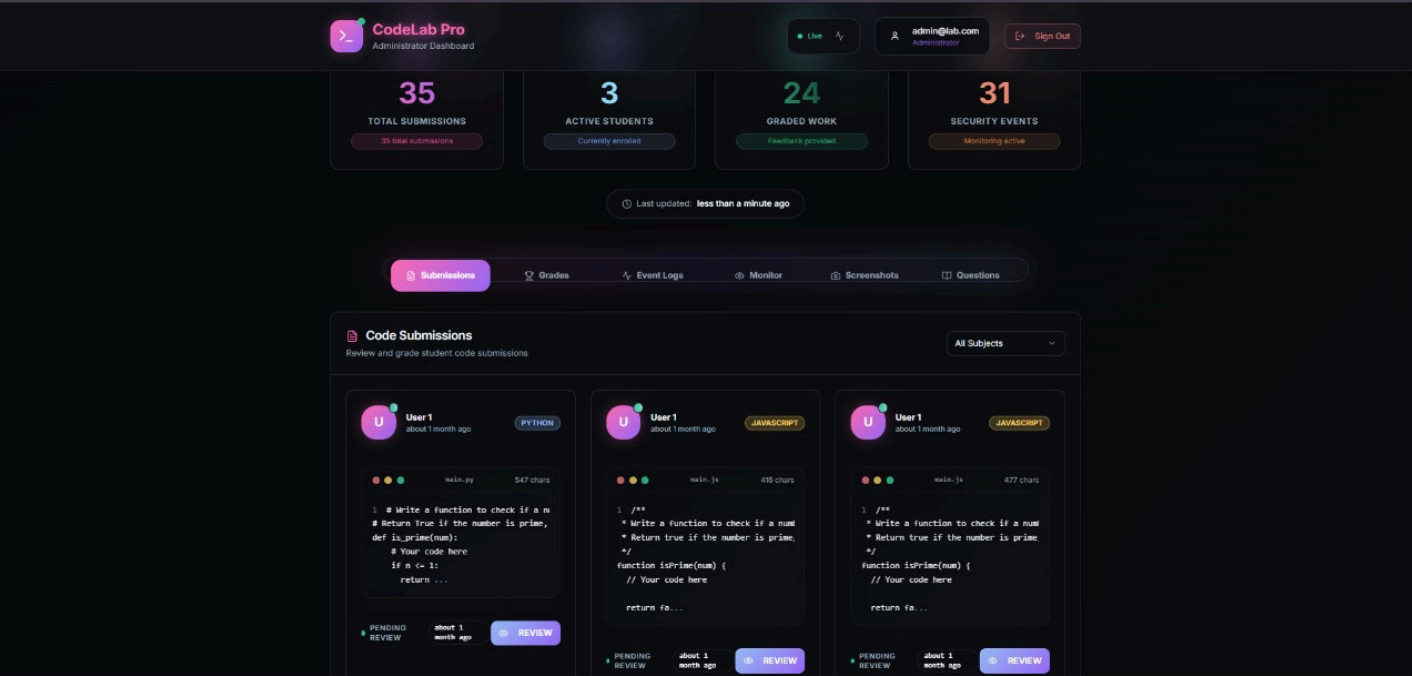 CodeLab Pro
Administrator Dashboard
Live
admin@lab.com
Administrator
Sign Out
35
TOTAL SUBMISSIONS
35 total submissions
3
ACTIVE STUDENTS
Currently enrolled
24
GRADED WORK
Feedback provided
31
SECURITY EVENTS
Monitoring active
Last updated: less than a minute ago
Submissions
Grades
Event Logs
Monitor
Screenshots
Questions
Code Submissions
Review and grade student code submissions
All Subjects
U
User 1
about 1 month ago
PYTHON
main.py
547 chars
1 # Write a function to check if a nu
# Return True if the number is prime,
def is_prime(num):
# Your code here
if n <= 1:
return ...
PENDING
REVIEW
about 1
month ago
REVIEW
U
User 1
about 1 month ago
JAVASCRIPT
main.js
416 chars
1 /**
* Write a function to check if a numb
* Return true if the number is prime,
*/
function isPrime(num) {
// Your code here
return fa...
PENDING
REVIEW
about 1
month ago
REVIEW
U
User 1
about 1 month ago
JAVASCRIPT
main.js
477 chars
1 /**
* Write a function to check if a numb
* Return true if the number is prime,
*/
function isPrime(num) {
// Your code here
return fa...
PENDING
REVIEW
about 1
month ago
REVIEW